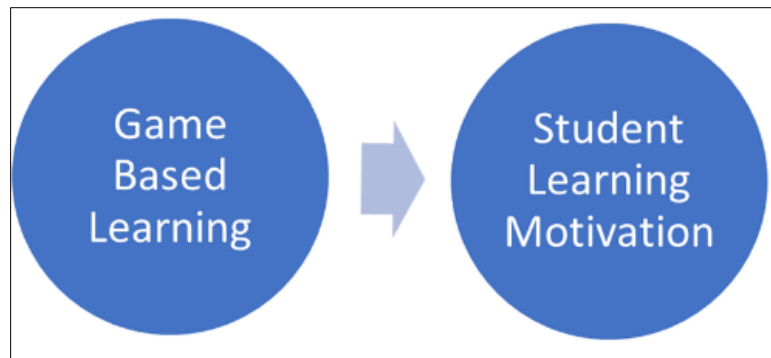 Game
Based
Learning
Student
Learning
Motivation